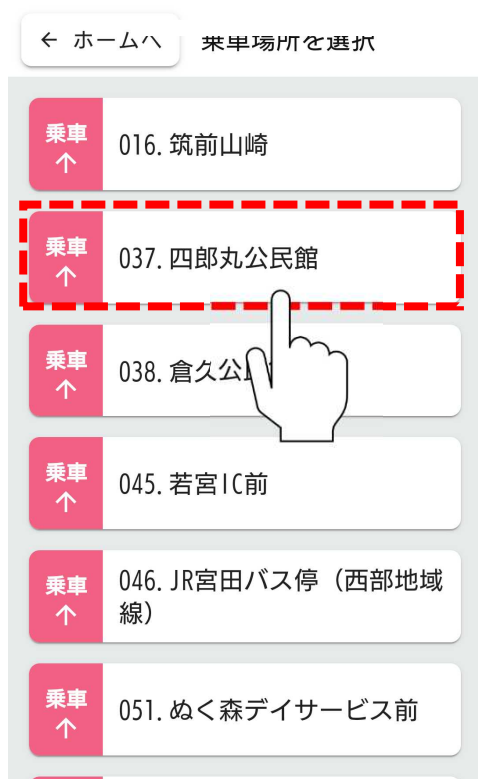 ← ホームへ 乗車場所を選択
乗車
↑
016. 筑前山崎
乗車
↑
037. 四郎丸公民館
乗車
↑
038. 倉久公
乗車
↑
045. 若宮IC前
乗車
↑
046. JR宮田バス停（西部地域
線）
乗車
↑
051. ぬく森デイサービス前